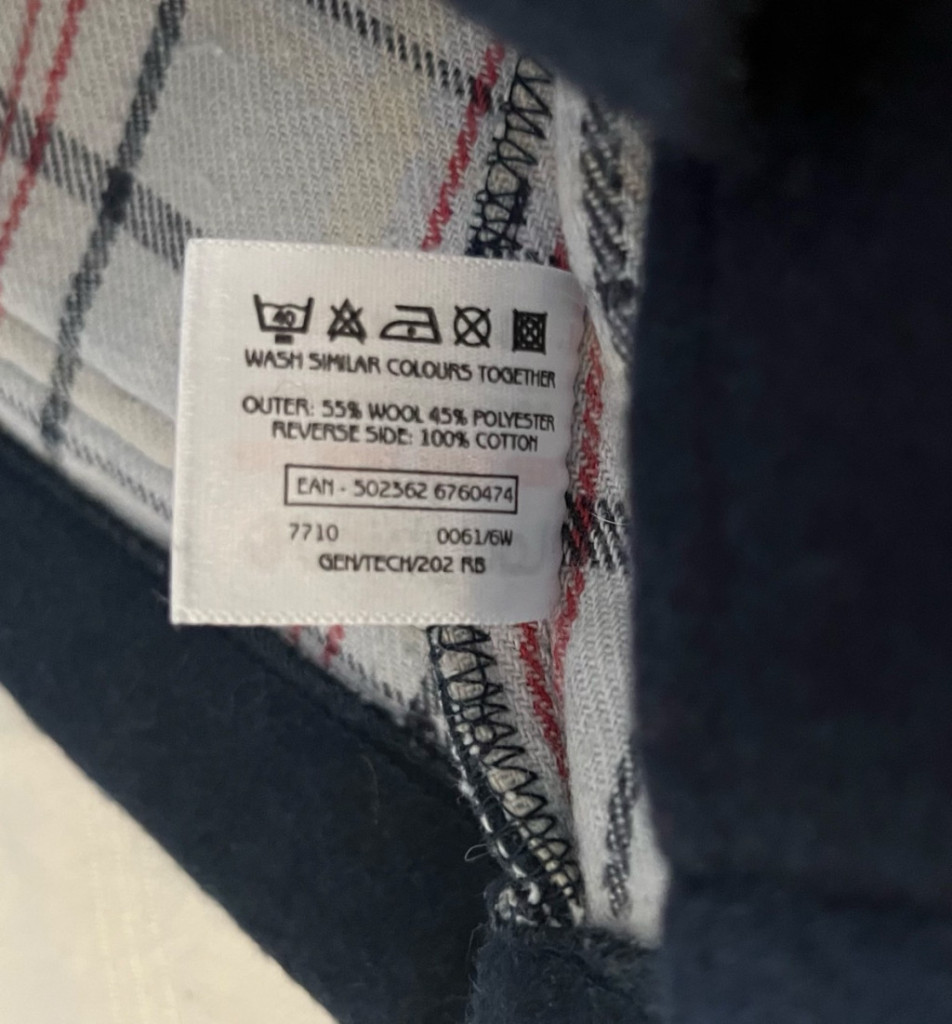 40
WASH SIMILAR COLOURS TOGETHER
OUTER: 55% WOOL 45% POLYESTER
REVERSE SIDE: 100% COTTON
EAN - 502362 6760474
7710 0061/6W
GEN/TECH/202 RB